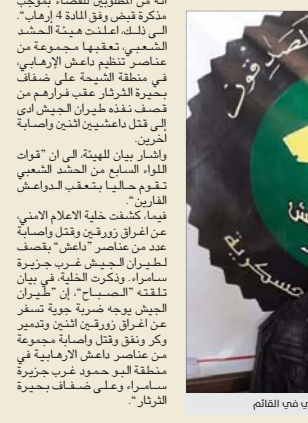 انه من المطلوبين للقضاء بموجب
مذكرة قبض وفق المادة 4 إرهاب".
الى ذلك، اعلنت هيئة الحشد
الشعبي، تعقبها مجموعة من
عناصر تنظيم داعش الإرهابي،
في منطقة الشيحة على ضفاف
بحيرة الثرثار عقب فرارهم من
قصف نفذه طيران الجيش ادى
إلى قتل داعشيين اثنين واصابة
اخرين.
واشار بيان للهيئة، الى ان "قوات
اللواء السابع من الحشد الشعبي
تقوم حاليا بتعقب الدواعش
الفارين".
فيما، كشفت خلية الاعلام الامني،
عن اغراق زورقين وقتل واصابة
عدد من عناصر "داعش" بقصف
لطيران الجيش غرب جزيرة
سامراء. وذكرت الخلية، في بيان
تلقته "الصباح"، إن "طيران
الجيش يوجه ضربة جوية تسفر
عن اغراق زورقين اثنين وتدمير
وكر ونفق وقتل واصابة مجموعة
من عناصر داعش الارهابية في
منطقة البو حمود غرب جزيرة
سامراء وعلى ضفاف بحيرة
الثرثار".
عسكرية
ي في القائم